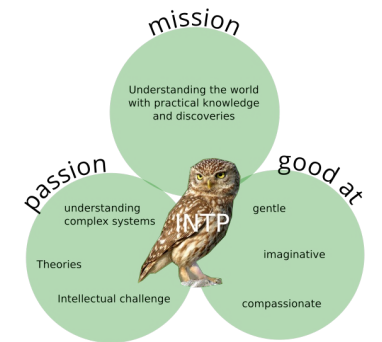 mission
Understanding the world
with practical knowledge
and discoveries
passion
understanding
complex systems
Theories
Intellectual challenge
INTP
good at
gentle
imaginative
compassionate